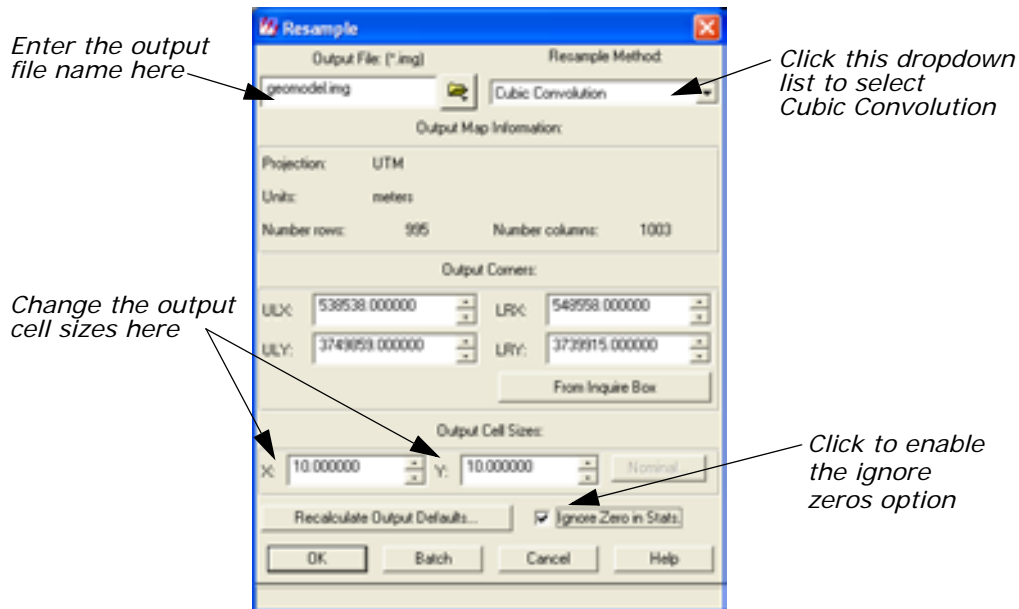 Resample
Enter the output
file name here
Output File: (*.img)
Resample Method:
geomodel.img
Cubic Convolution
Click this dropdown
list to select
Cubic Convolution
Output Map Information:
Projection: UTM
Units: meters
Number rows: 995 Number columns: 1003
Output Corners:
Change the output
cell sizes here
ULX: 538538.000000 LRX: 548558.000000
ULY: 3749859.000000 LRY: 3739915.000000
From Inquire Box
Output Cell Sizes:
X: 10.000000 Y: 10.000000 Nominal
Click to enable
the ignore
zeros option
Recalculate Output Defaults... Ignore Zero in Stats.
OK Batch Cancel Help